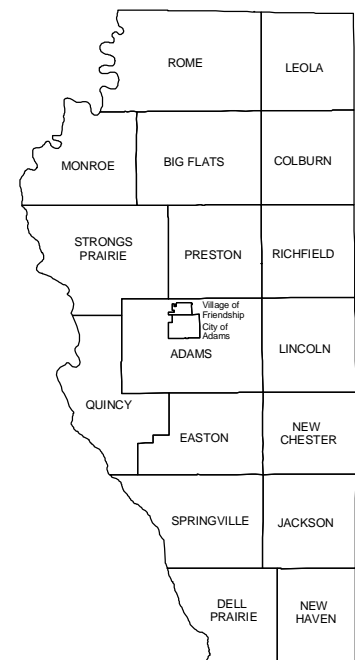 ROME
LEOLA
MONROE
BIG FLATS
COLBURN
STRONGS
PRAIRIE
PRESTON
RICHFIELD
Village of
Friendship
City of
Adams
ADAMS
LINCOLN
QUINCY
EASTON
NEW
CHESTER
SPRINGVILLE
JACKSON
DELL
PRAIRIE
NEW
HAVEN